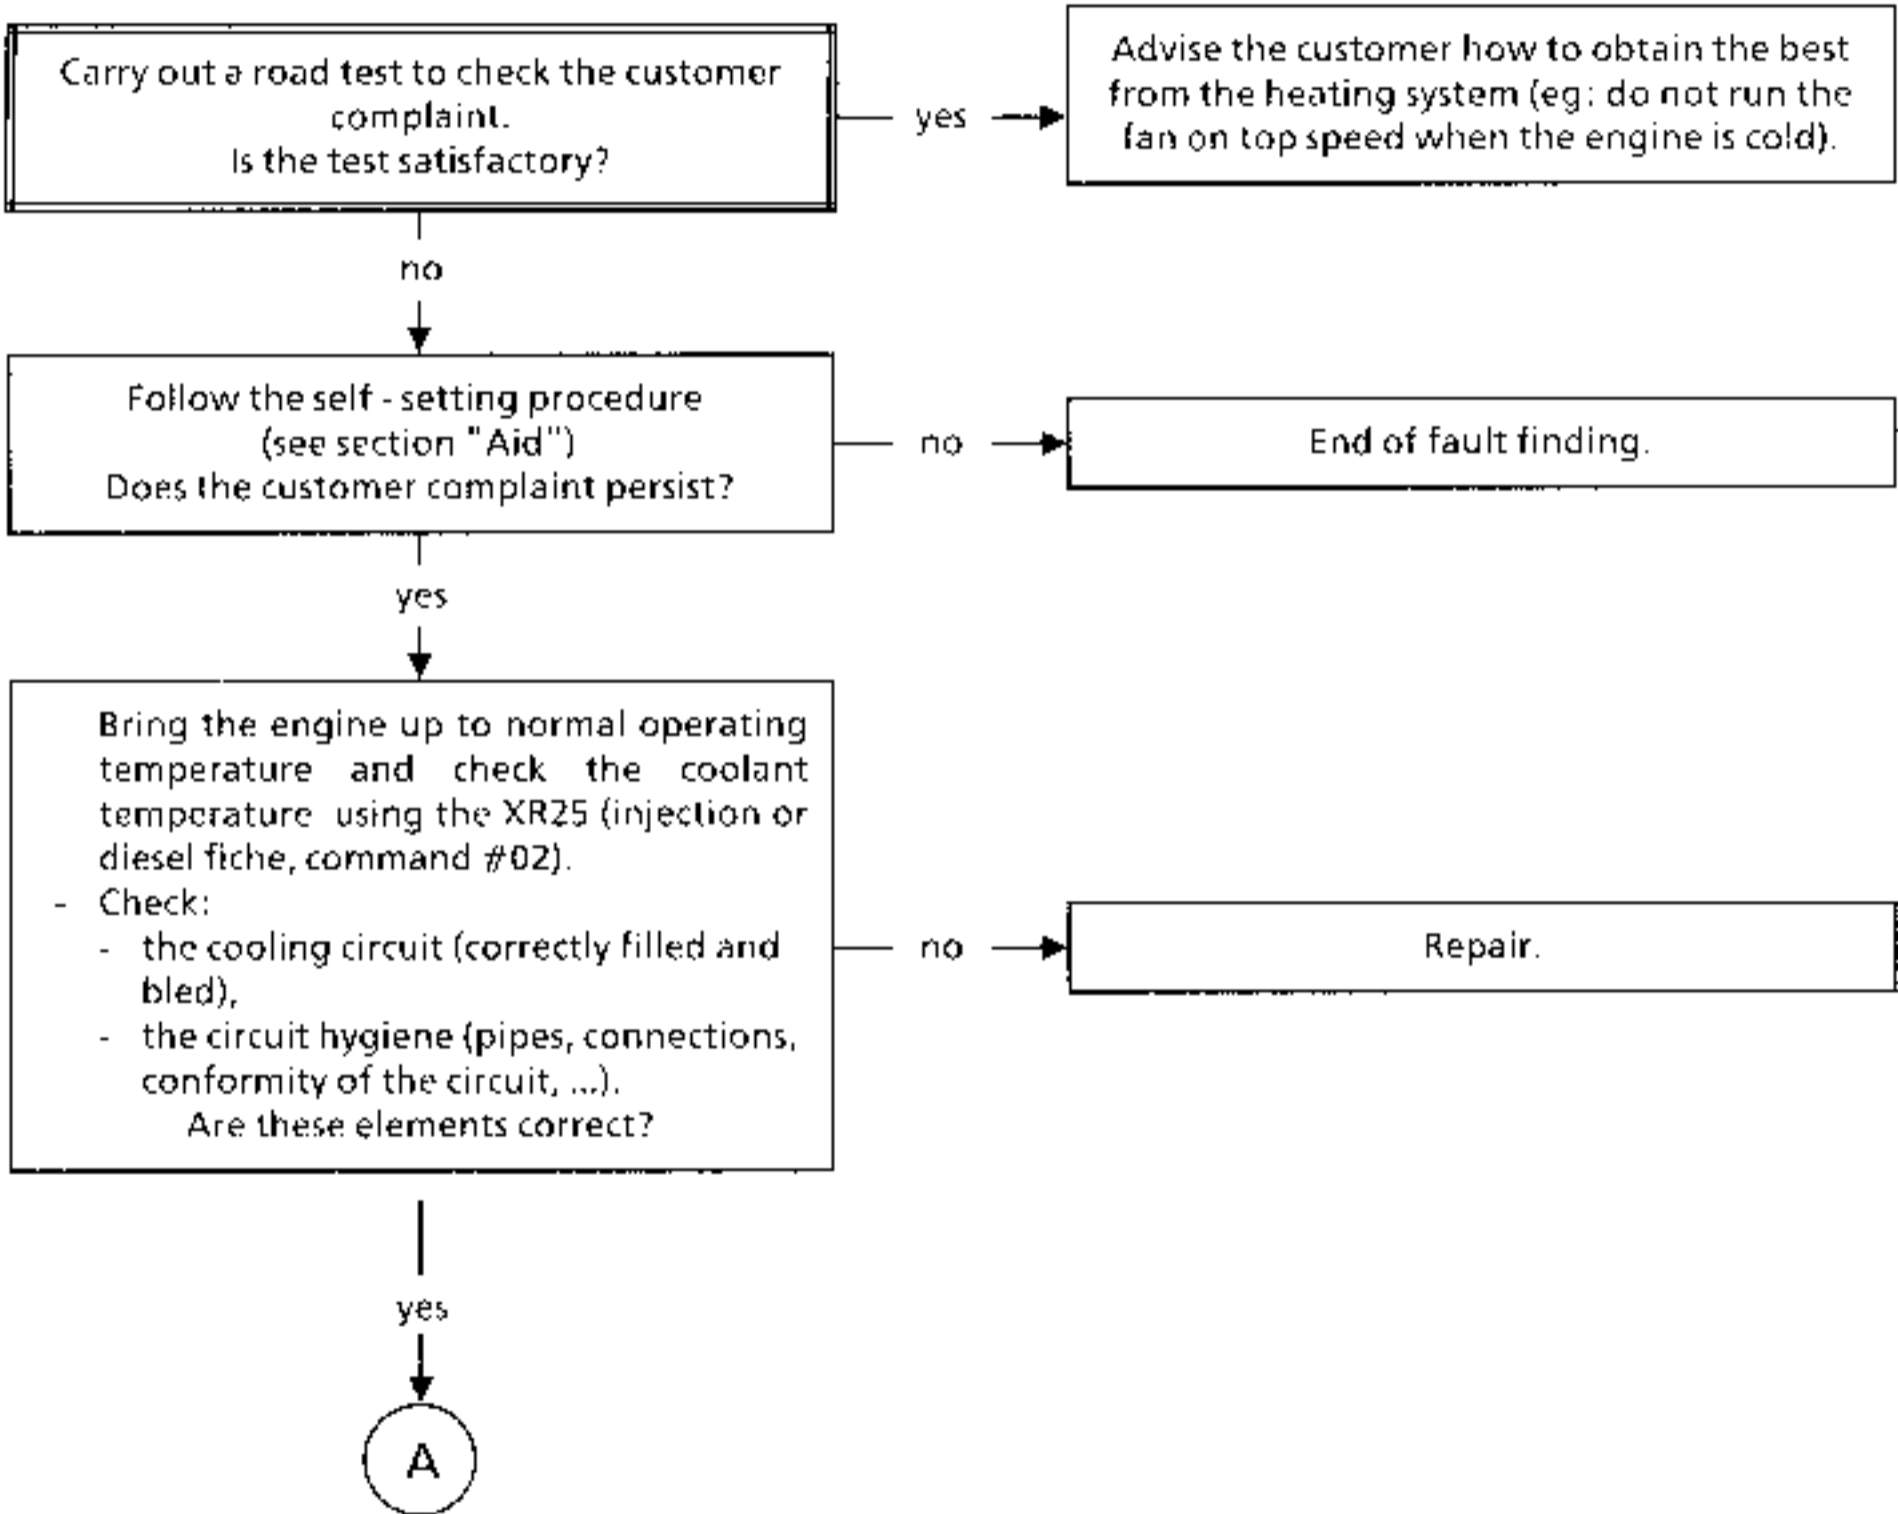 Carry out a road test to check the customer
complaint.
Is the test satisfactory?
yes
Advise the customer how to obtain the best
from the heating system (eg: do not run the
fan on top speed when the engine is cold).
no
Follow the self - setting procedure
(see section "Aid")
Does the customer complaint persist?
no
End of fault finding.
yes
Bring the engine up to normal operating
temperature and check the coolant
temperature using the XR25 (injection or
diesel fiche, command #02).
- Check:
- the cooling circuit (correctly filled and
bled),
- the circuit hygiene (pipes, connections,
conformity of the circuit, ...).
Are these elements correct?
no
Repair.
yes
A